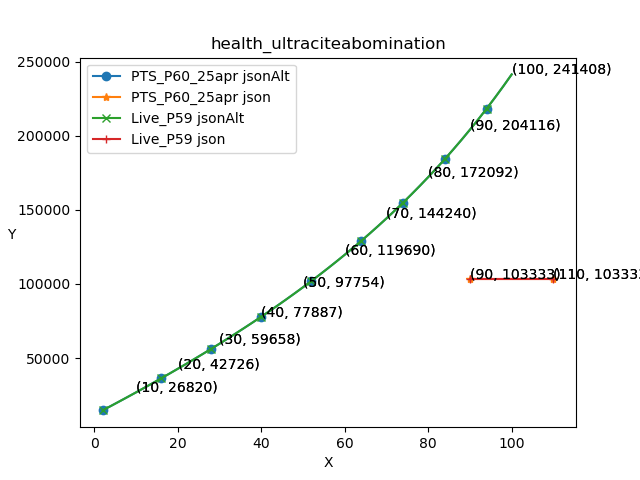 health_ultraciteabomination
PTS_P60_25apr jsonAlt
PTS_P60_25apr json
Live_P59 jsonAlt
Live_P59 json
250000
200000
150000
100000
50000
Y
(100, 241408)
(90, 204116)
(80, 172092)
(70, 144240)
(60, 119690)
(50, 97754)
(40, 77887)
(30, 59658)
(20, 42726)
(10, 26820)
(90, 103333)
(110, 103333
0 20 40 60 80 100
X